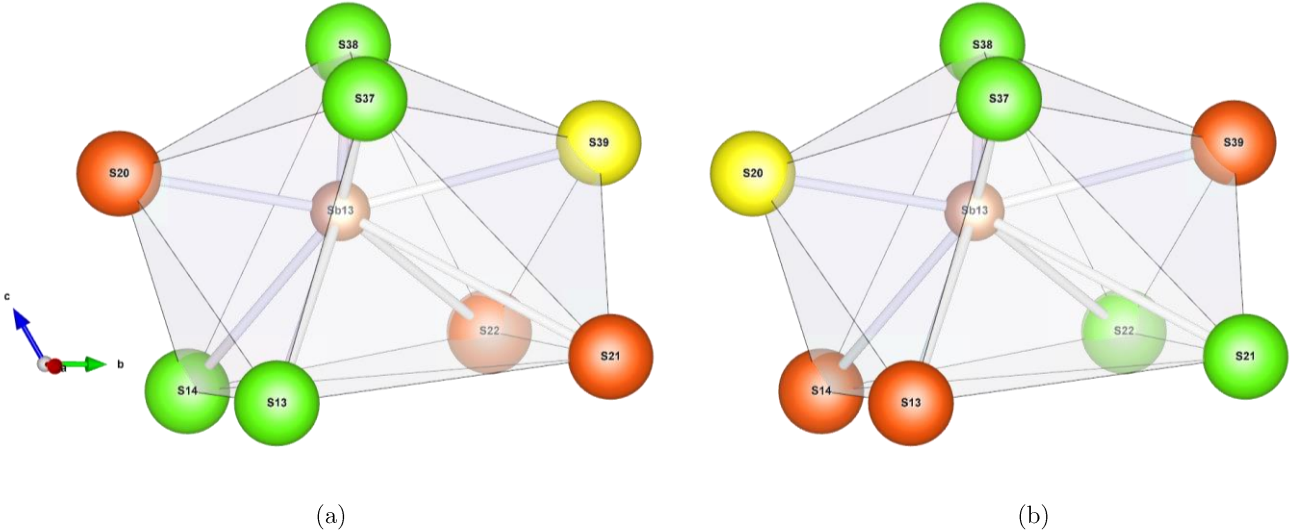 S38 S38
S37 S37
S39 S39
S20 S20
Sb13 Sb13
c
S22 S22
S21 S21
a b
S14 S14
S13 S13
(a) (b)